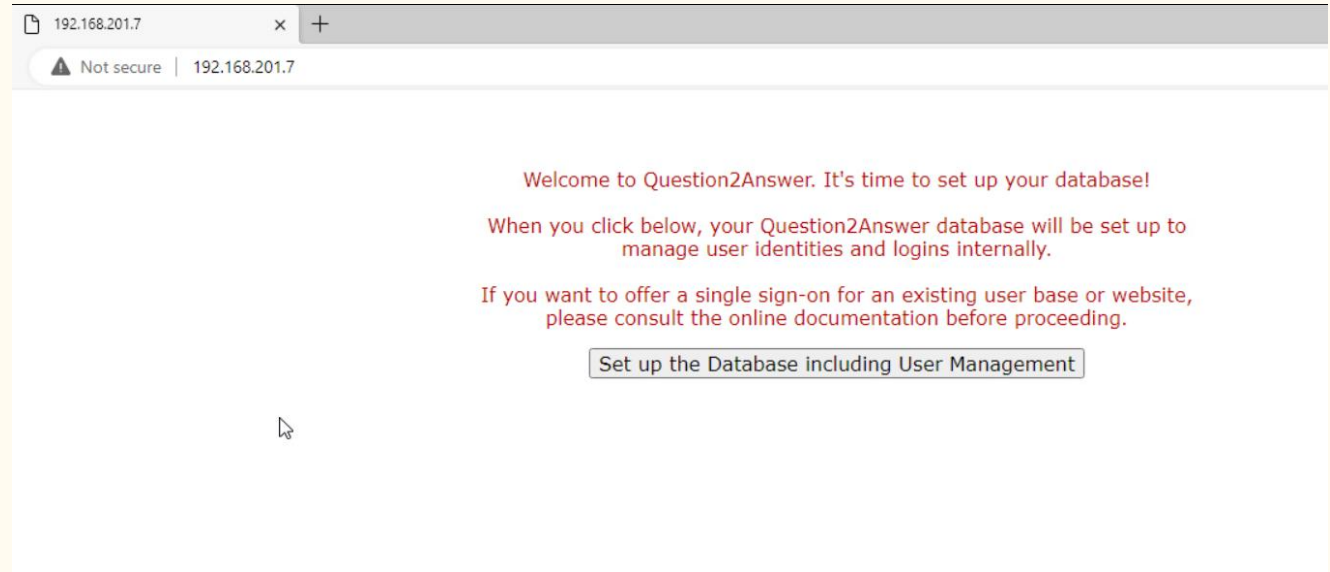 192.168.201.7
Not secure | 192.168.201.7
Welcome to Question2Answer. It's time to set up your database!
When you click below, your Question2Answer database will be set up to
manage user identities and logins internally.
If you want to offer a single sign-on for an existing user base or website,
please consult the online documentation before proceeding.
Set up the Database including User Management